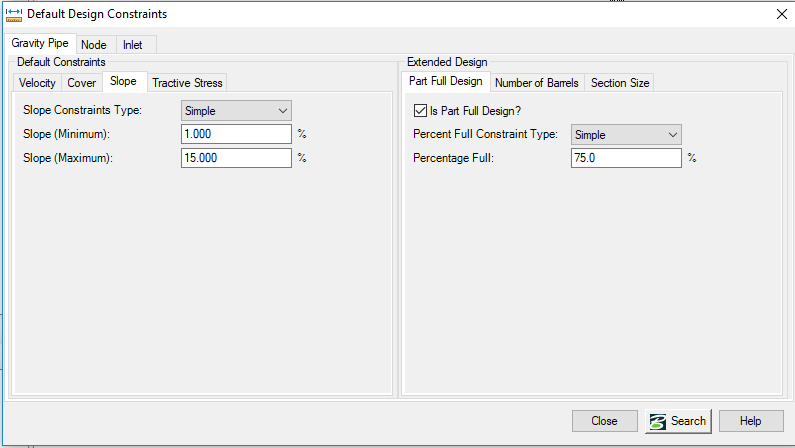 Default Design Constraints
Gravity Pipe Node Inlet
Default Constraints
Velocity Cover Slope Tractive Stress
Slope Constraints Type: Simple
Slope (Minimum): 1.000 %
Slope (Maximum): 15.000 %
Extended Design
Part Full Design Number of Barrels Section Size
Is Part Full Design?
Percent Full Constraint Type: Simple
Percentage Full: 75.0 %
Close Search Help